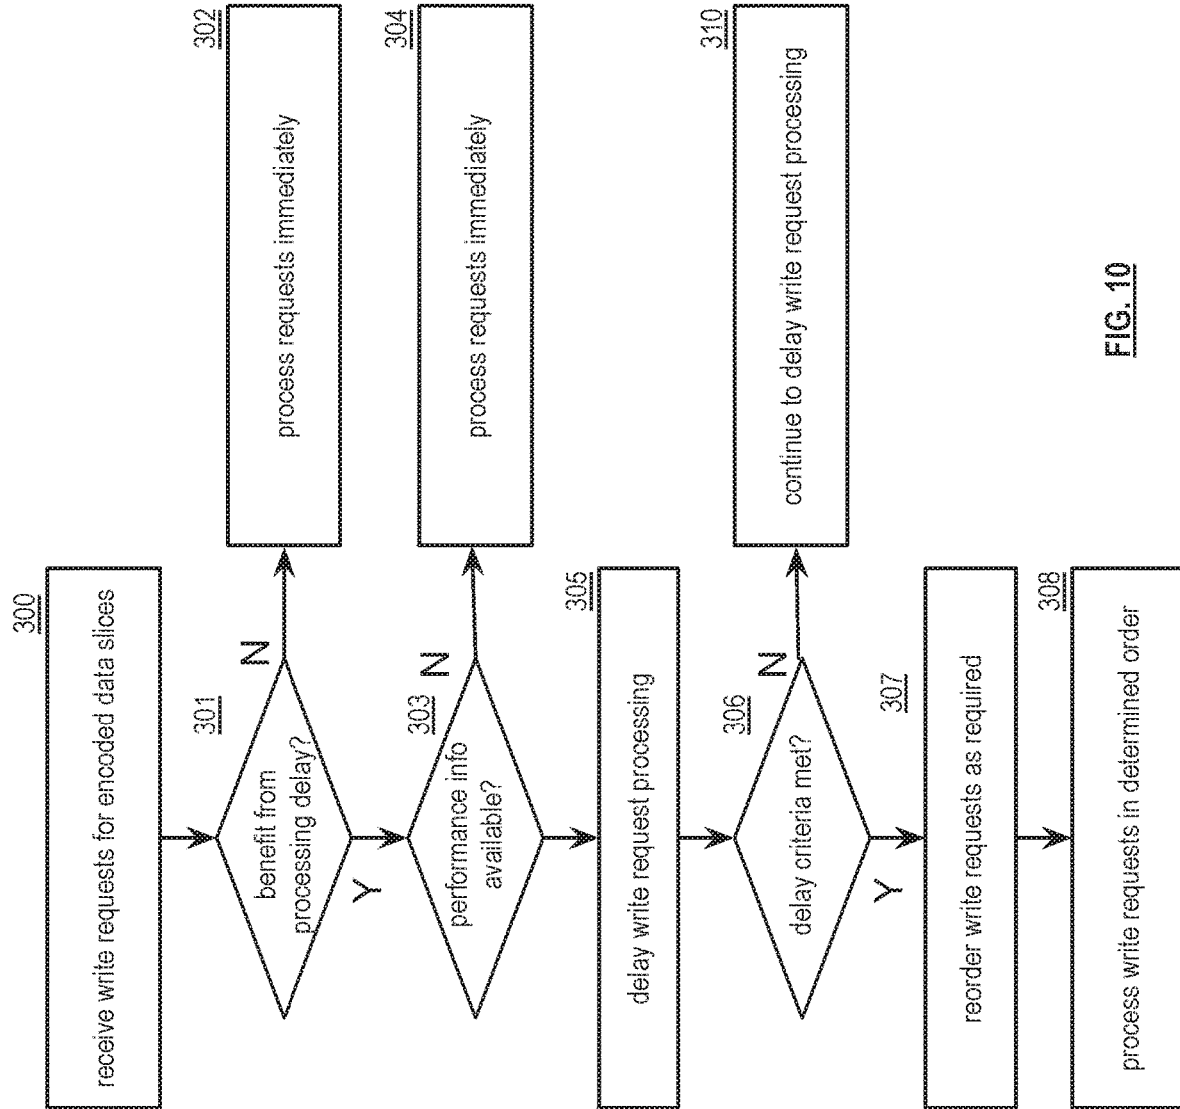 300
receive write requests for encoded data slices
301
benefit from
processing delay?
N
302
process requests immediately
Y
303
performance info
available?
N
304
process requests immediately
305
delay write request processing
306
delay criteria met?
N
310
continue to delay write request processing
Y
307
reorder write requests as required
308
process write requests in determined order
FIG. 10